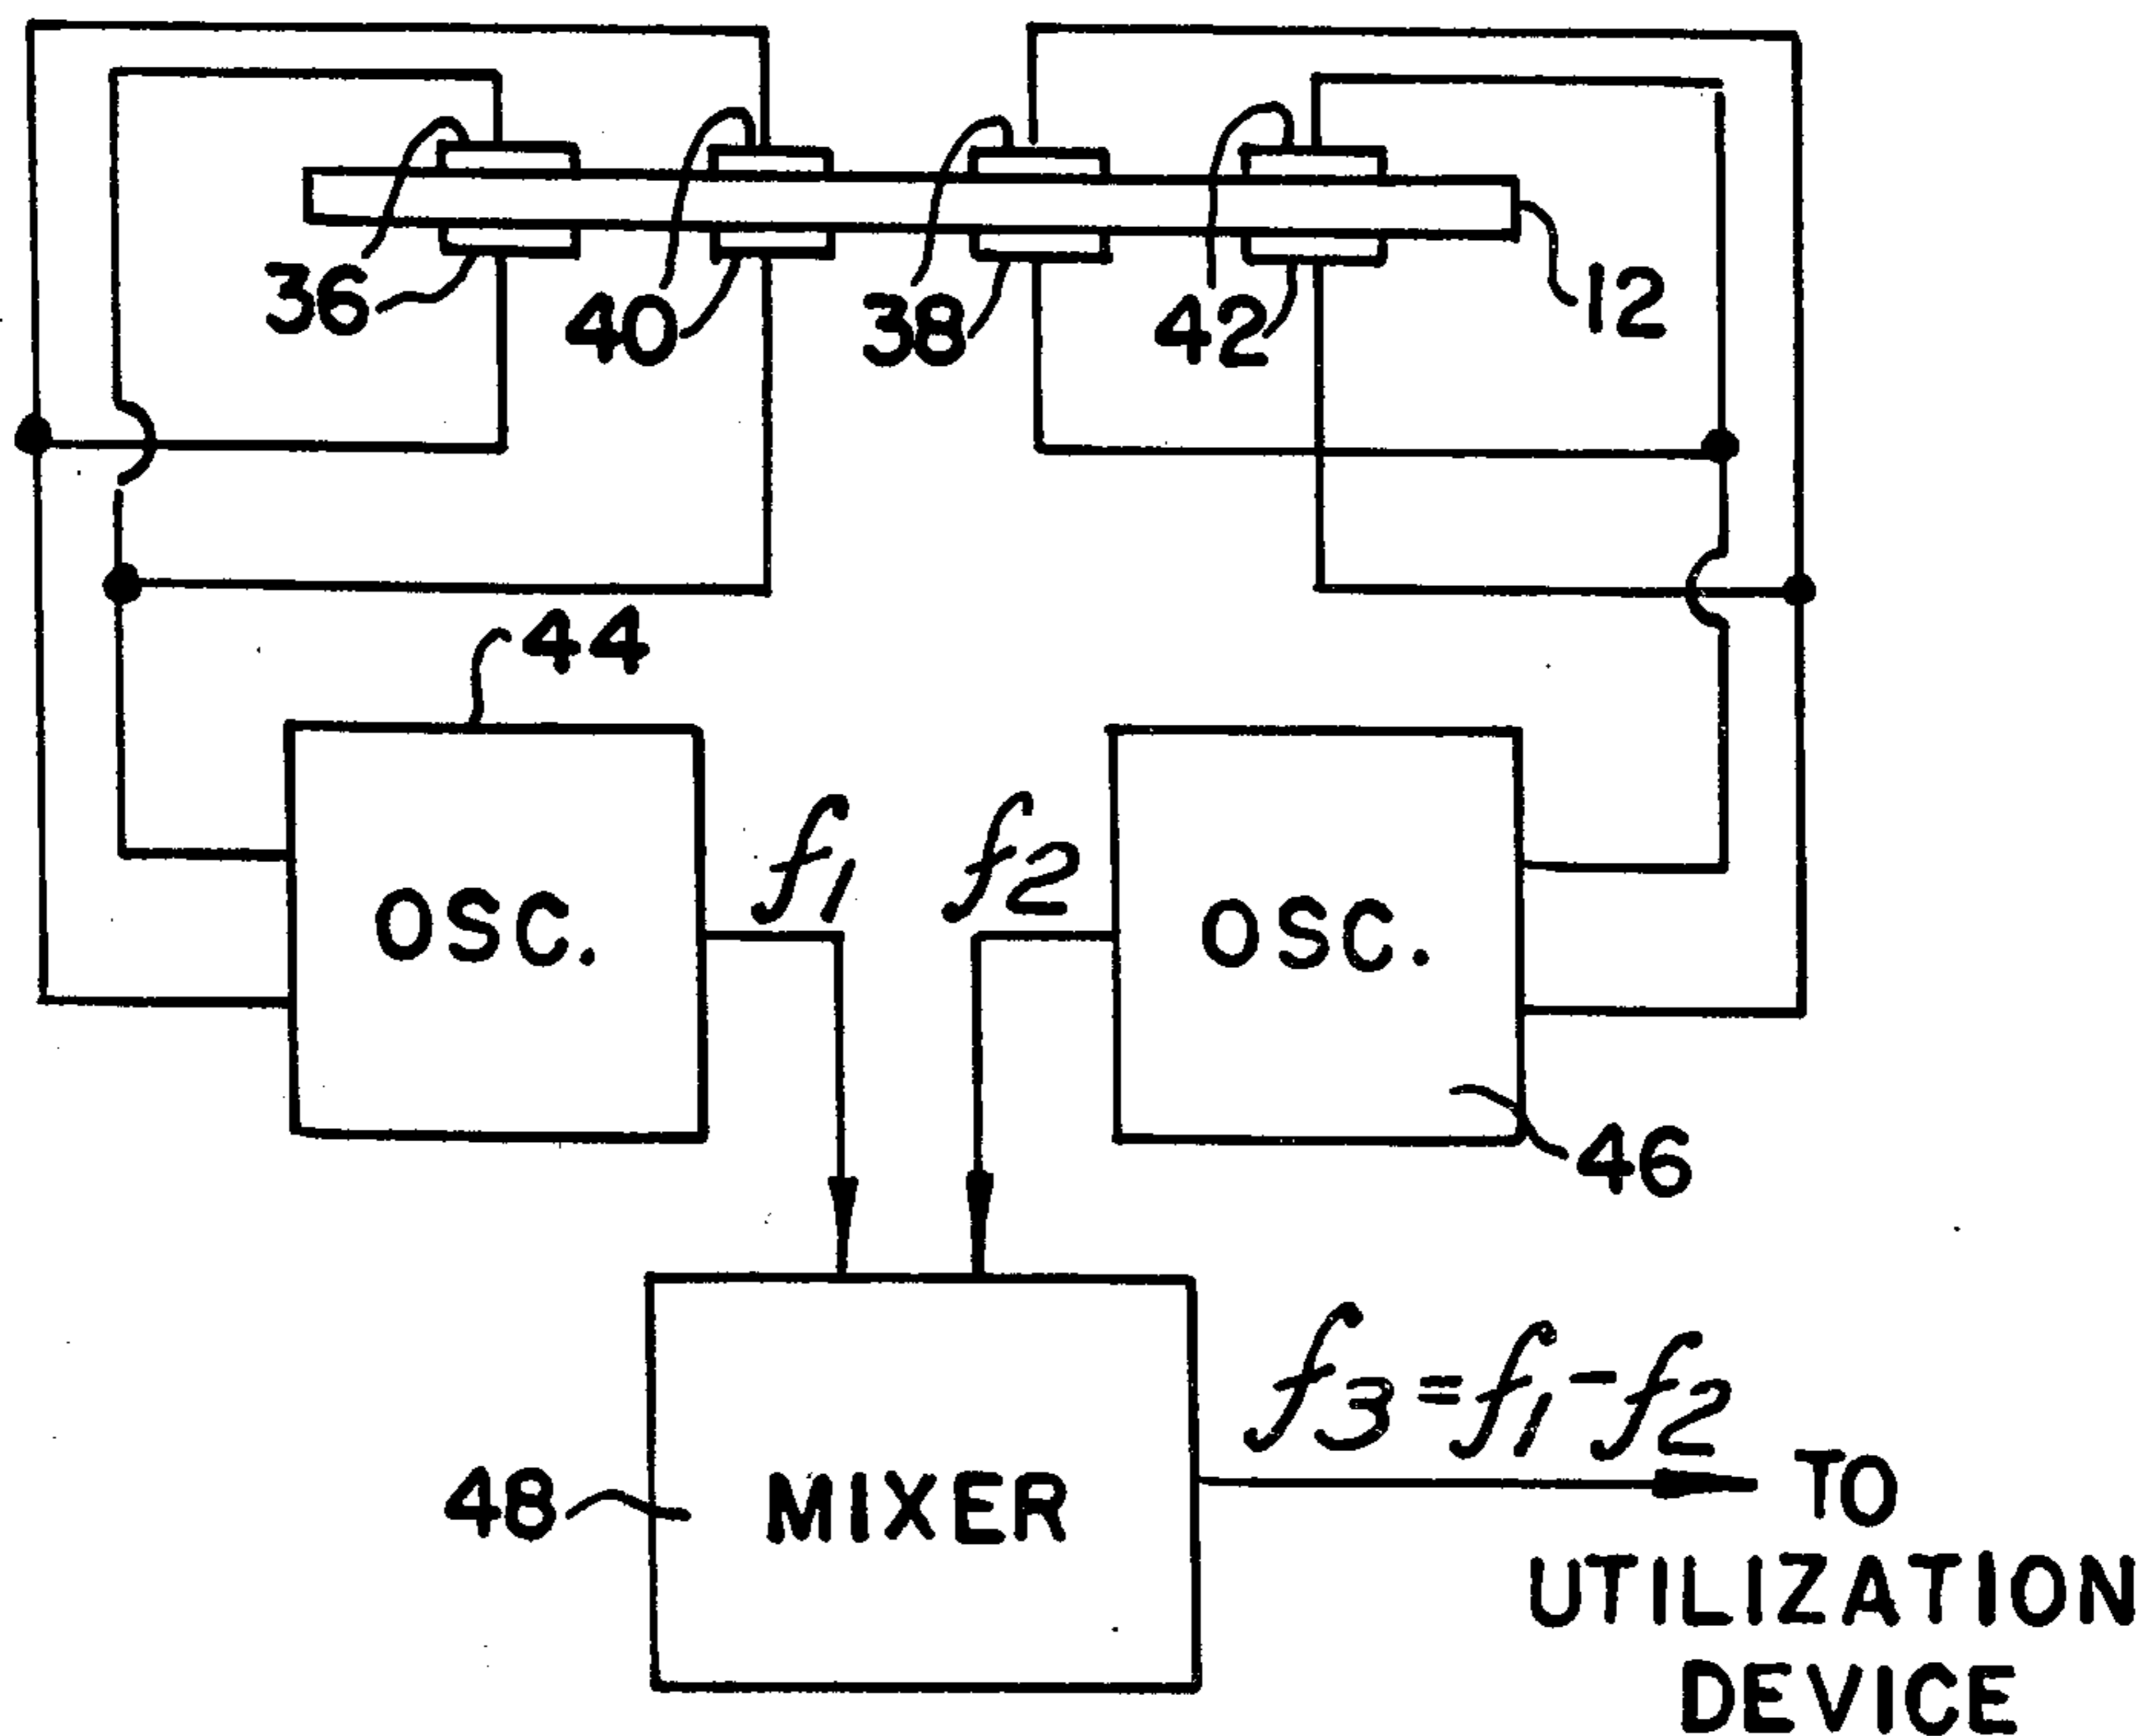 36
40
38
42
12
44
f1
f2
OSC.
OSC.
46
f3=f1-f2
48
MIXER
TO
UTILIZATION
DEVICE